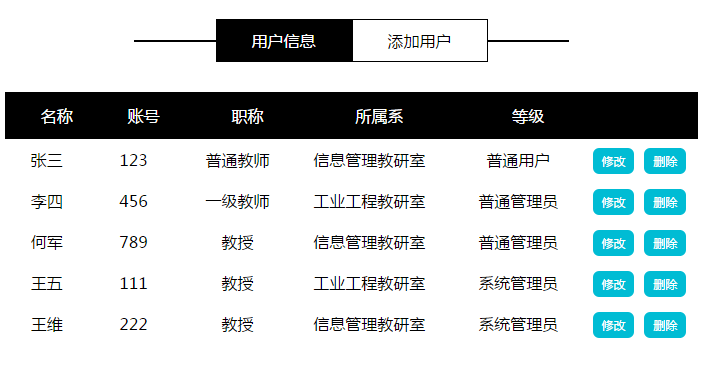 用户信息 添加用户
名称 账号 职称 所属系 等级
张三 123 普通教师 信息管理教研室 普通用户 修改 删除
李四 456 一级教师 工业工程教研室 普通管理员 修改 删除
何军 789 教授 信息管理教研室 普通管理员 修改 删除
王五 111 教授 工业工程教研室 系统管理员 修改 删除
王维 222 教授 信息管理教研室 系统管理员 修改 删除